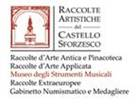 RACCOLTE
ARTISTICHE
del
CASTELLO
SFORZESCO
Raccolte d'Arte Antica e Pinacoteca
Raccolte d'Arte Applicata
Museo degli Strumenti Musicali
Raccolte Extraeuropee
Gabinetto Numismatico e Medagliere